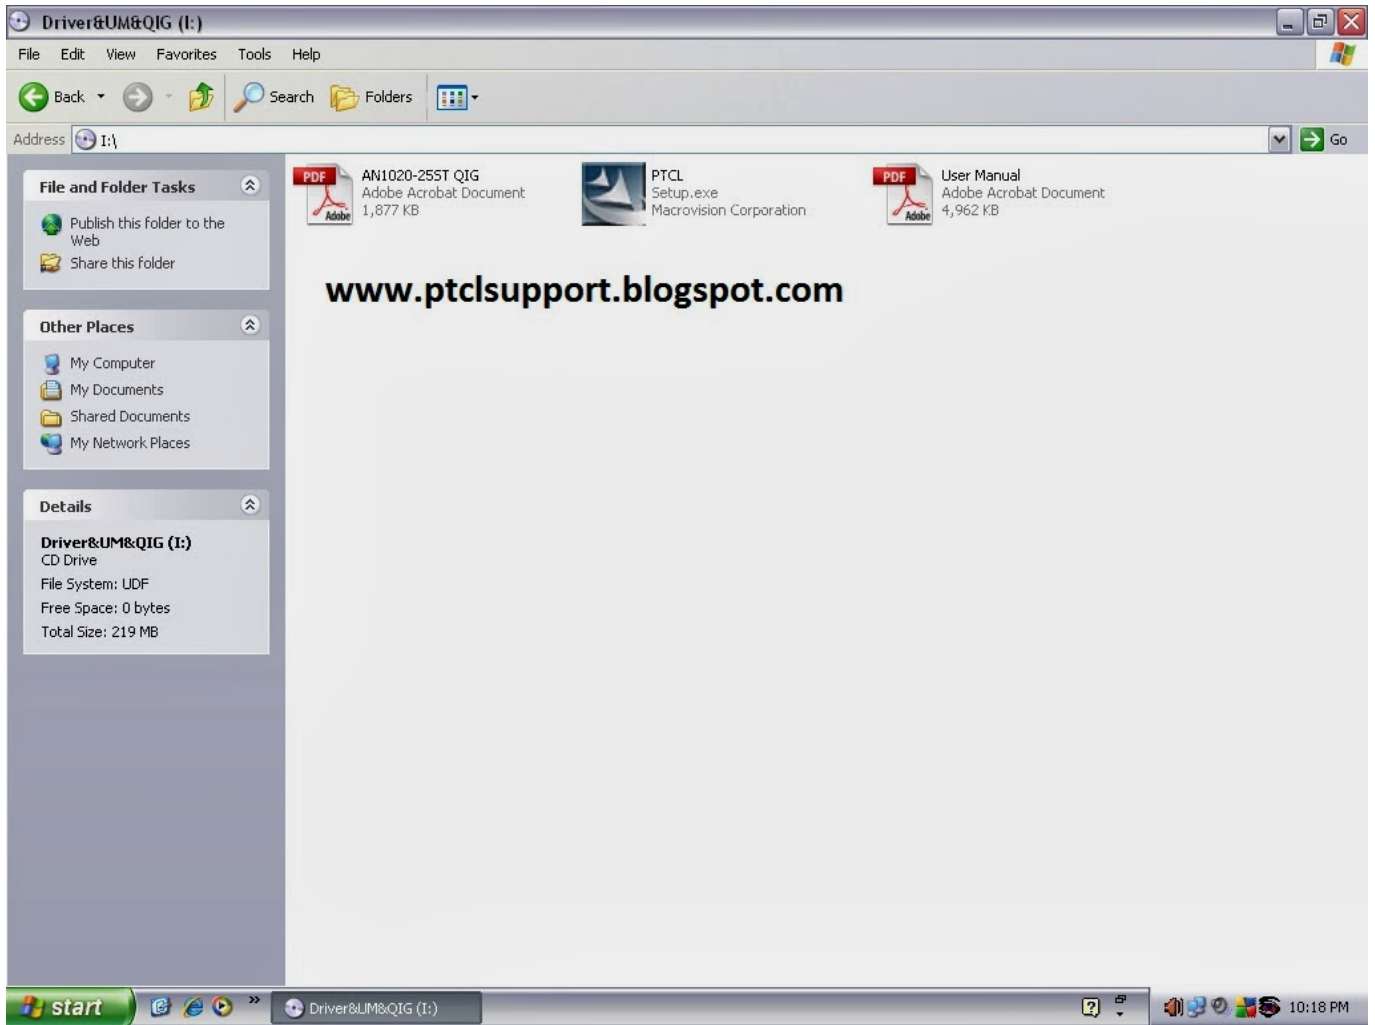 Driver&UM&QIG (I:)
File Edit View Favorites Tools Help
Back Search Folders
Address I:\ Go
File and Folder Tasks
Publish this folder to the
Web
Share this folder
Other Places
My Computer
My Documents
Shared Documents
My Network Places
Details
Driver&UM&QIG (I:)
CD Drive
File System: UDF
Free Space: 0 bytes
Total Size: 219 MB
PDF
Adobe
AN1020-25ST QIG
Adobe Acrobat Document
1,877 KB
PTCL
Setup.exe
Macrovision Corporation
PDF
Adobe
User Manual
Adobe Acrobat Document
4,962 KB
www.ptclsupport.blogspot.com
start Driver&UM&QIG (I:) 10:18 PM